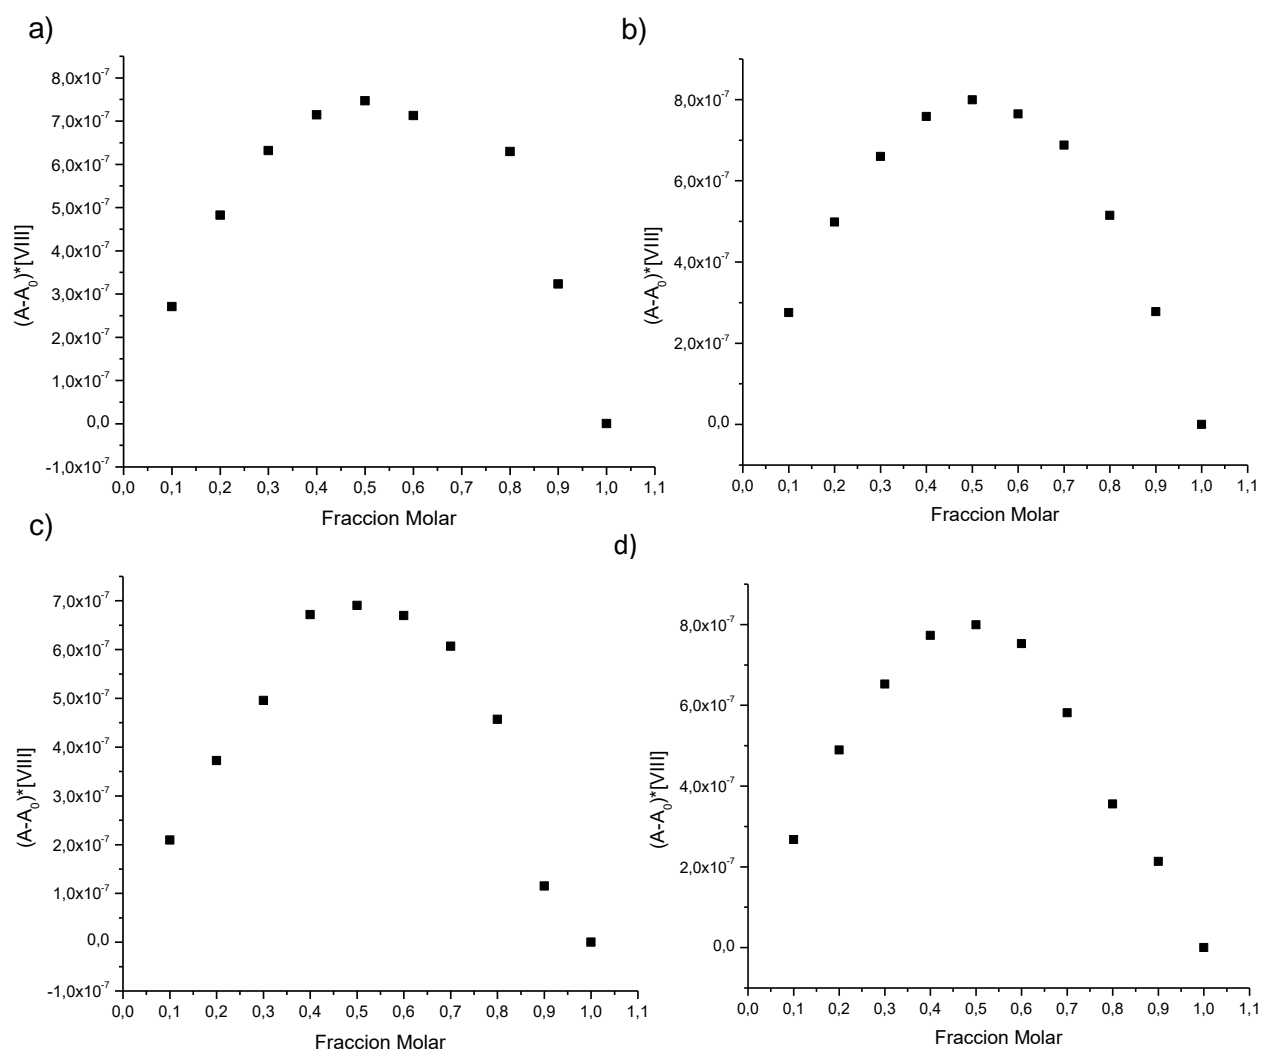 a)
8,0x10⁻⁷
7,0x10⁻⁷
6,0x10⁻⁷
5,0x10⁻⁷
4,0x10⁻⁷
3,0x10⁻⁷
2,0x10⁻⁷
1,0x10⁻⁷
0,0
-1,0x10⁻⁷
(A-A₀)*[VIII]
0,0 0,1 0,2 0,3 0,4 0,5 0,6 0,7 0,8 0,9 1,0 1,1
Fraccion Molar
b)
8,0x10⁻⁷
6,0x10⁻⁷
4,0x10⁻⁷
2,0x10⁻⁷
0,0
(A-A₀)*[VIII]
0,0 0,1 0,2 0,3 0,4 0,5 0,6 0,7 0,8 0,9 1,0 1,1
Fraccion Molar
c)
7,0x10⁻⁷
6,0x10⁻⁷
5,0x10⁻⁷
4,0x10⁻⁷
3,0x10⁻⁷
2,0x10⁻⁷
1,0x10⁻⁷
0,0
-1,0x10⁻⁷
(A-A₀)*[VIII]
0,0 0,1 0,2 0,3 0,4 0,5 0,6 0,7 0,8 0,9 1,0 1,1
Fraccion Molar
d)
8,0x10⁻⁷
6,0x10⁻⁷
4,0x10⁻⁷
2,0x10⁻⁷
0,0
(A-A₀)*[VIII]
0,0 0,1 0,2 0,3 0,4 0,5 0,6 0,7 0,8 0,9 1,0 1,1
Fraccion Molar